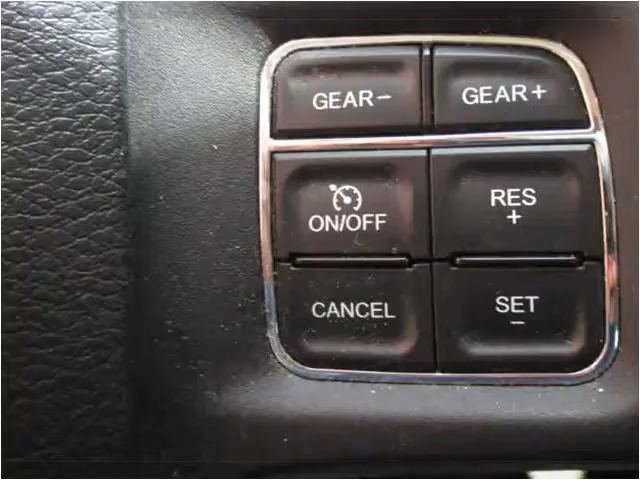 GEAR− GEAR+
ON/OFF RES
+
CANCEL SET
−